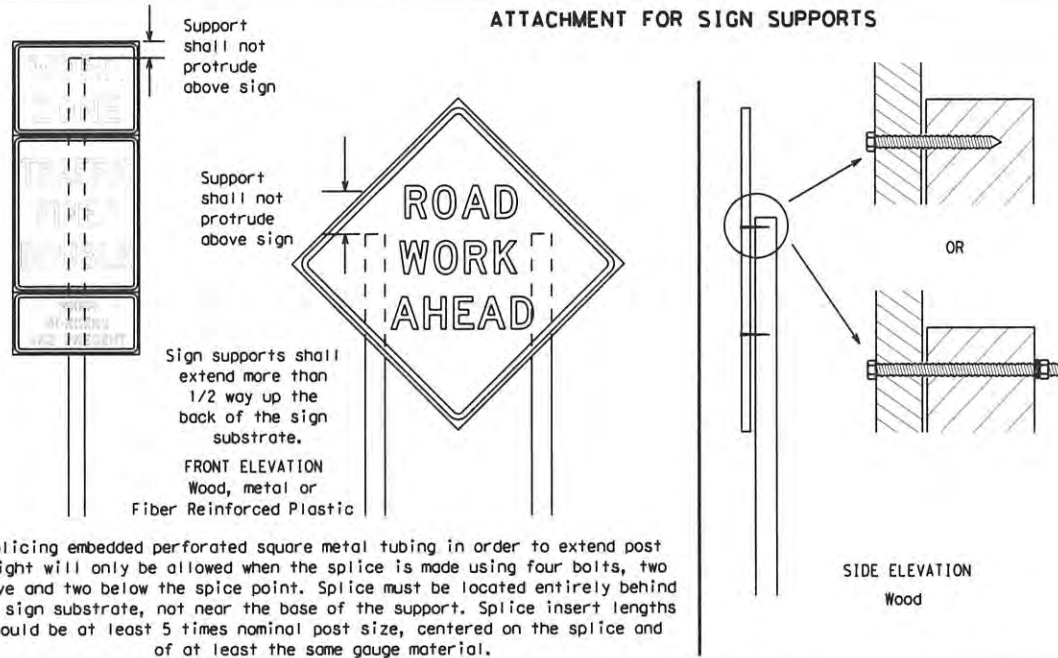 ATTACHMENT FOR SIGN SUPPORTS
Support
shall not
protrude
above sign
ZONE
TRAFFIC
FINES
DOUBLE
Support
shall not
protrude
above sign
ROAD
WORK
AHEAD
Sign supports shall
extend more than
1/2 way up the
back of the sign
substrate.
FRONT ELEVATION
Wood, metal or
Fiber Reinforced Plastic
OR
SIDE ELEVATION
Wood
plicing embedded perforated square metal tubing in order to extend post
ight will only be allowed when the splice is made using four bolts, two
ve and two below the spice point. Splice must be located entirely behind
sign substrate, not near the base of the support. Splice insert lengths
ould be at least 5 times nominal post size, centered on the splice and
of at least the same gauge material.